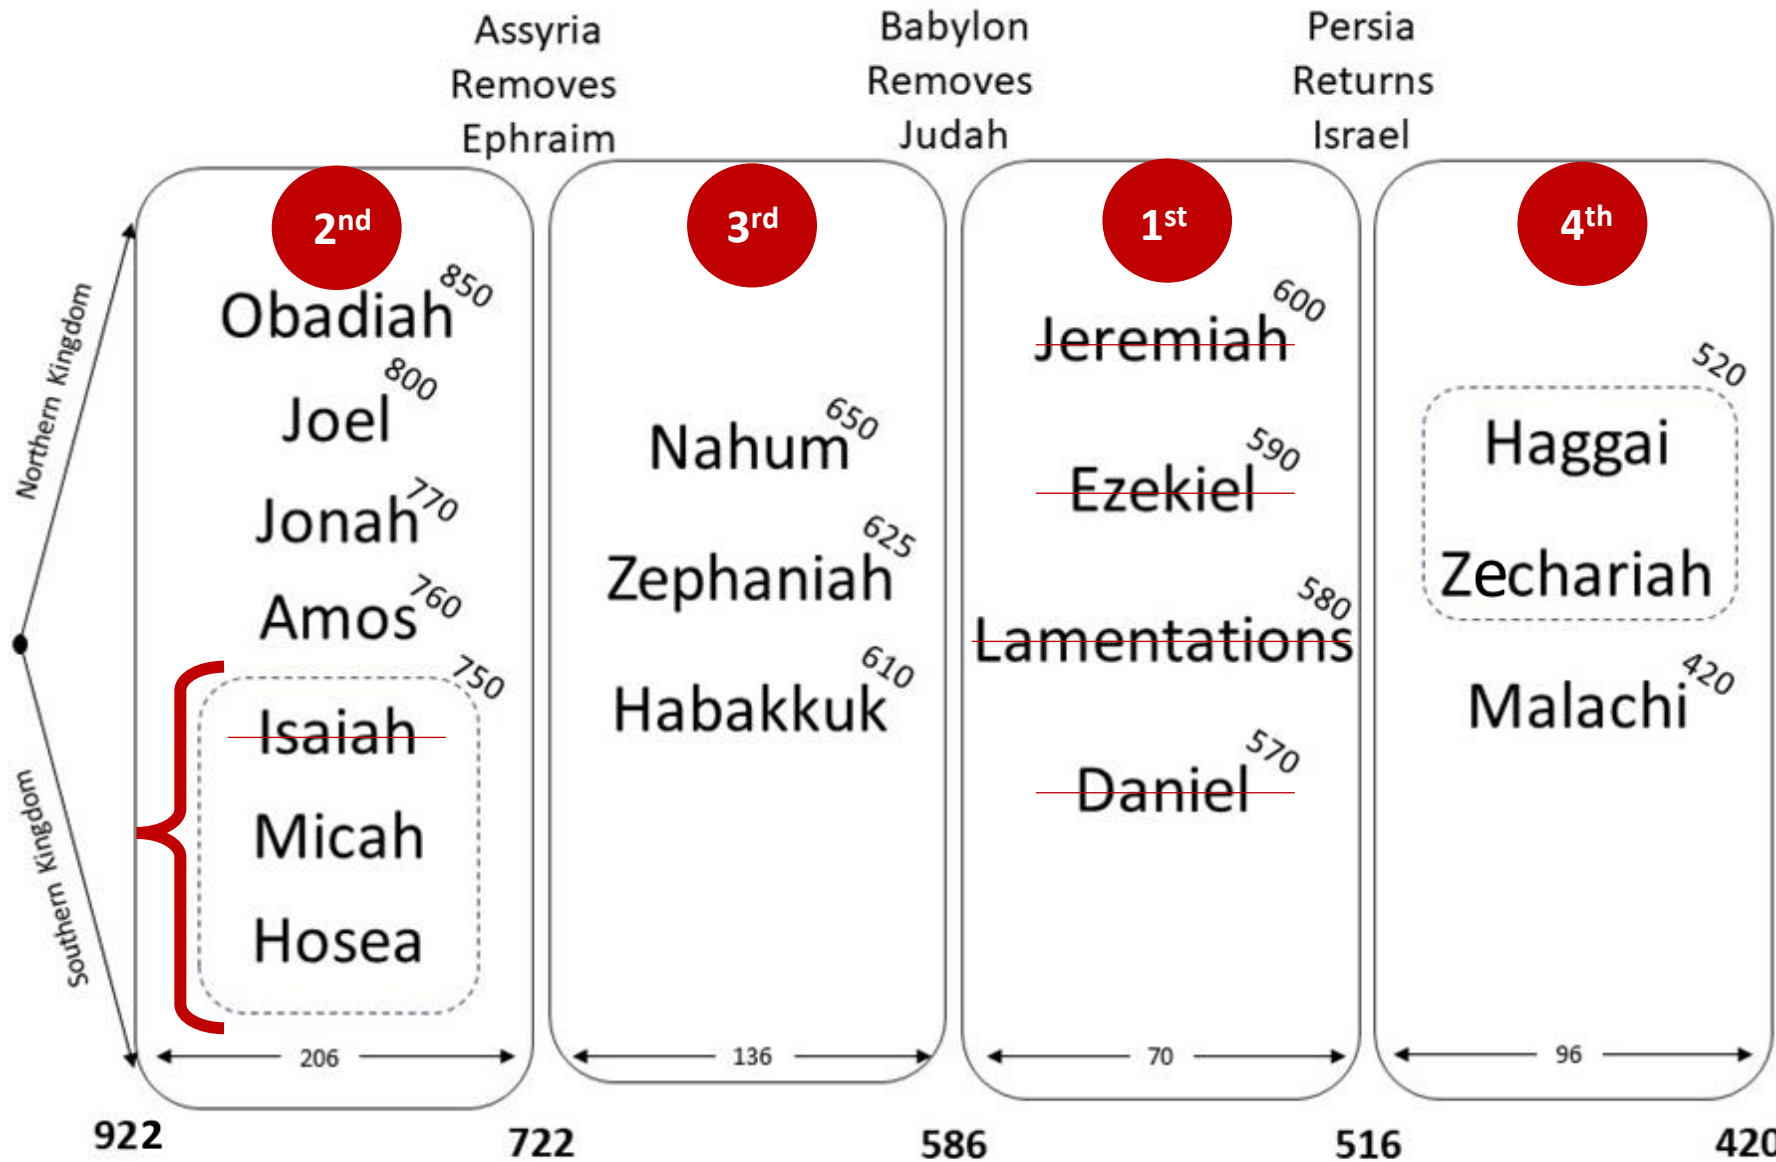 Assyria
Removes
Ephraim
Babylon
Removes
Judah
Persia
Returns
Israel
Northern Kingdom
Southern Kingdom
2nd
Obadiah 850
Joel 800
Jonah 770
Amos 760
750
Isaiah
Micah
Hosea
206
3rd
Nahum 650
Zephaniah 625
Habakkuk 610
136
1st
Jeremiah 600
Ezekiel 590
Lamentations 580
Daniel 570
70
4th
520
Haggai
Zechariah
Malachi 420
96
922
722
586
516
420